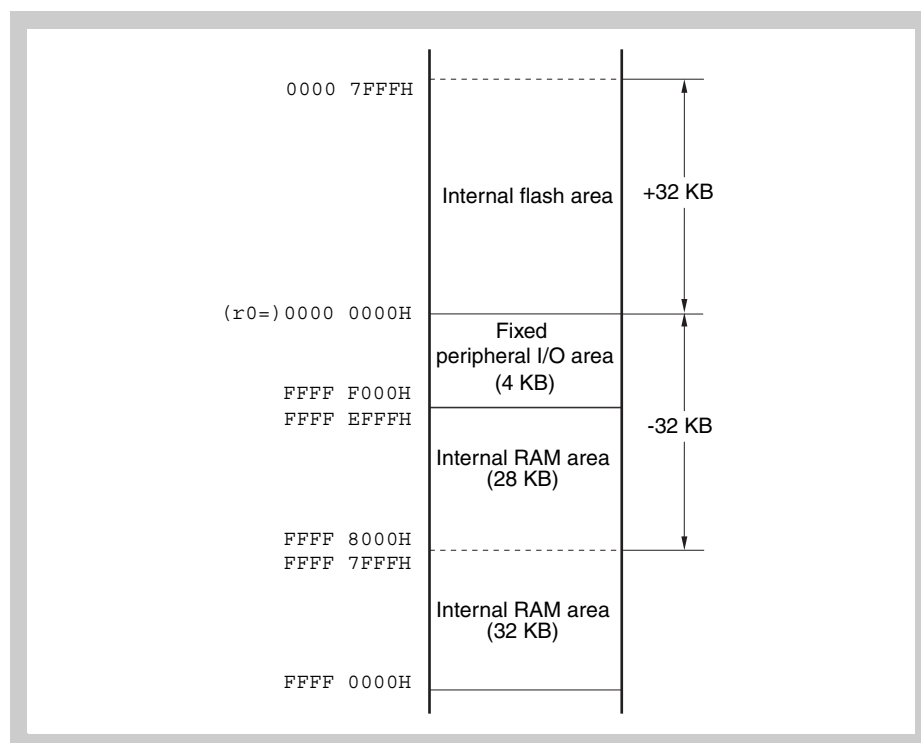 0000 7FFFH
Internal flash area
+32 KB
(r0=)0000 0000H
Fixed
peripheral I/O area
(4 KB)
FFFF F000H
FFFF EFFFH
-32 KB
Internal RAM area
(28 KB)
FFFF 8000H
FFFF 7FFFH
Internal RAM area
(32 KB)
FFFF 0000H